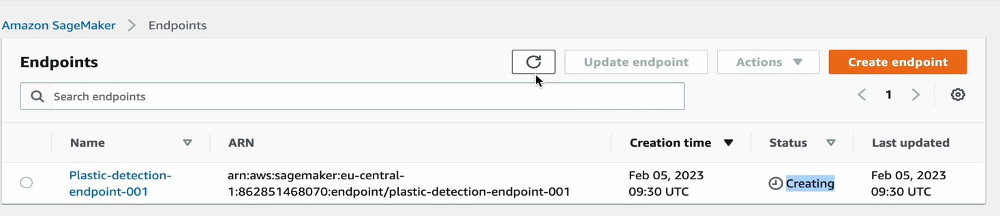 Amazon SageMaker > Endpoints
Endpoints
Update endpoint
Actions
Create endpoint
Search endpoints
1
Name ARN Creation time Status Last updated
Plastic-detection- arn:aws:sagemaker:eu-central- Feb 05, 2023 Creating Feb 05, 2023
endpoint-001 1:862851468070:endpoint/plastic-detection-endpoint-001 09:30 UTC 09:30 UTC